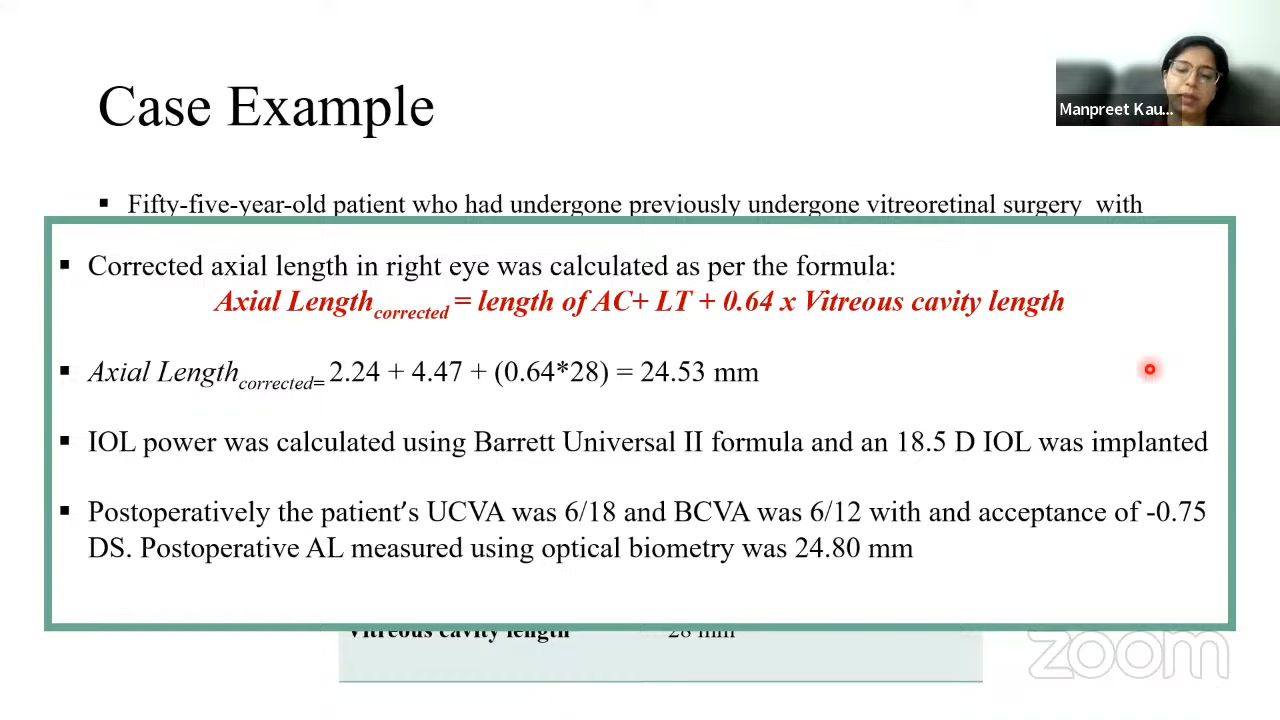 Case Example
Manpreet Kau...
▪ Fifty-five-year-old patient who had undergone previously undergone vitreoretinal surgery with
▪ Corrected axial length in right eye was calculated as per the formula:
Axial Lengthcorrected = length of AC+ LT + 0.64 x Vitreous cavity length
▪ Axial Lengthcorrected= 2.24 + 4.47 + (0.64*28) = 24.53 mm
▪ IOL power was calculated using Barrett Universal II formula and an 18.5 D IOL was implanted
▪ Postoperatively the patient’s UCVA was 6/18 and BCVA was 6/12 with and acceptance of -0.75
DS. Postoperative AL measured using optical biometry was 24.80 mm
Vitreous cavity length 28 mm
zoom